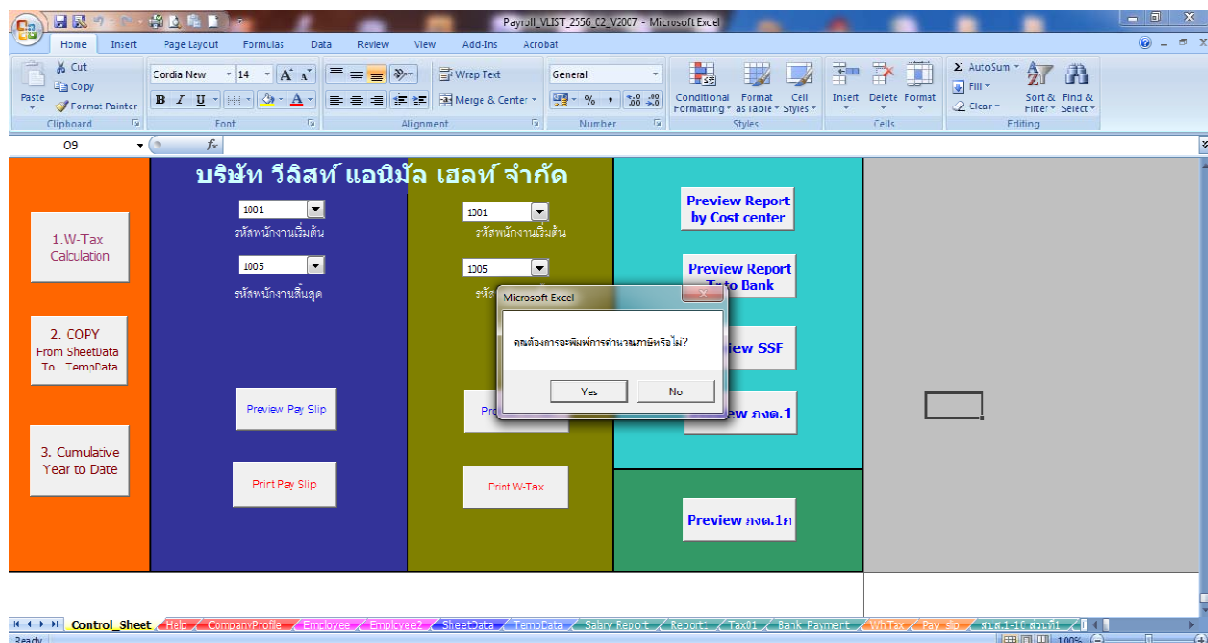 Payroll_VLIST_2556_02_V2007 - Microsoft Excel
Home Insert Page Layout Formulas Data Review View Add-Ins Acrobat
Cut
Copy
Paste
Format Painter
Clipboard
Cordia New 14
B I U
Font
Wrap Text
Merge & Center
Alignment
General
Number
Conditional Formatting
Format as Table
Cell Styles
Styles
Insert Delete Format
Cells
AutoSum
Fill
Clear
Sort & Filter
Find & Select
Editing
O9
fx
บริษัท วีลิสท์ แอนิมัล เฮลท์ จำกัด
1.W-Tax
Calculation
2. COPY
From SheetData
To TempData
3. Cumulative
Year to Date
1001
รหัสพนักงานเริ่มต้น
1005
รหัสพนักงานสิ้นสุด
Preview Pay Slip
Print Pay Slip
1001
รหัสพนักงานเริ่มต้น
1005
Print W-Tax
Preview Report
by Cost center
Preview Report
to Bank
SSF
ภงด.1
Preview ภงด.1ก
Microsoft Excel
คุณต้องการจะพิมพ์การคำนวณภาษีหรือไม่?
Yes
No
Control_Sheet Help CompanyProfile Employee Employee2 SheetData TempData Salary Report Report1 Tax01 Bank Payment WhTax Pay slip
Ready
100%